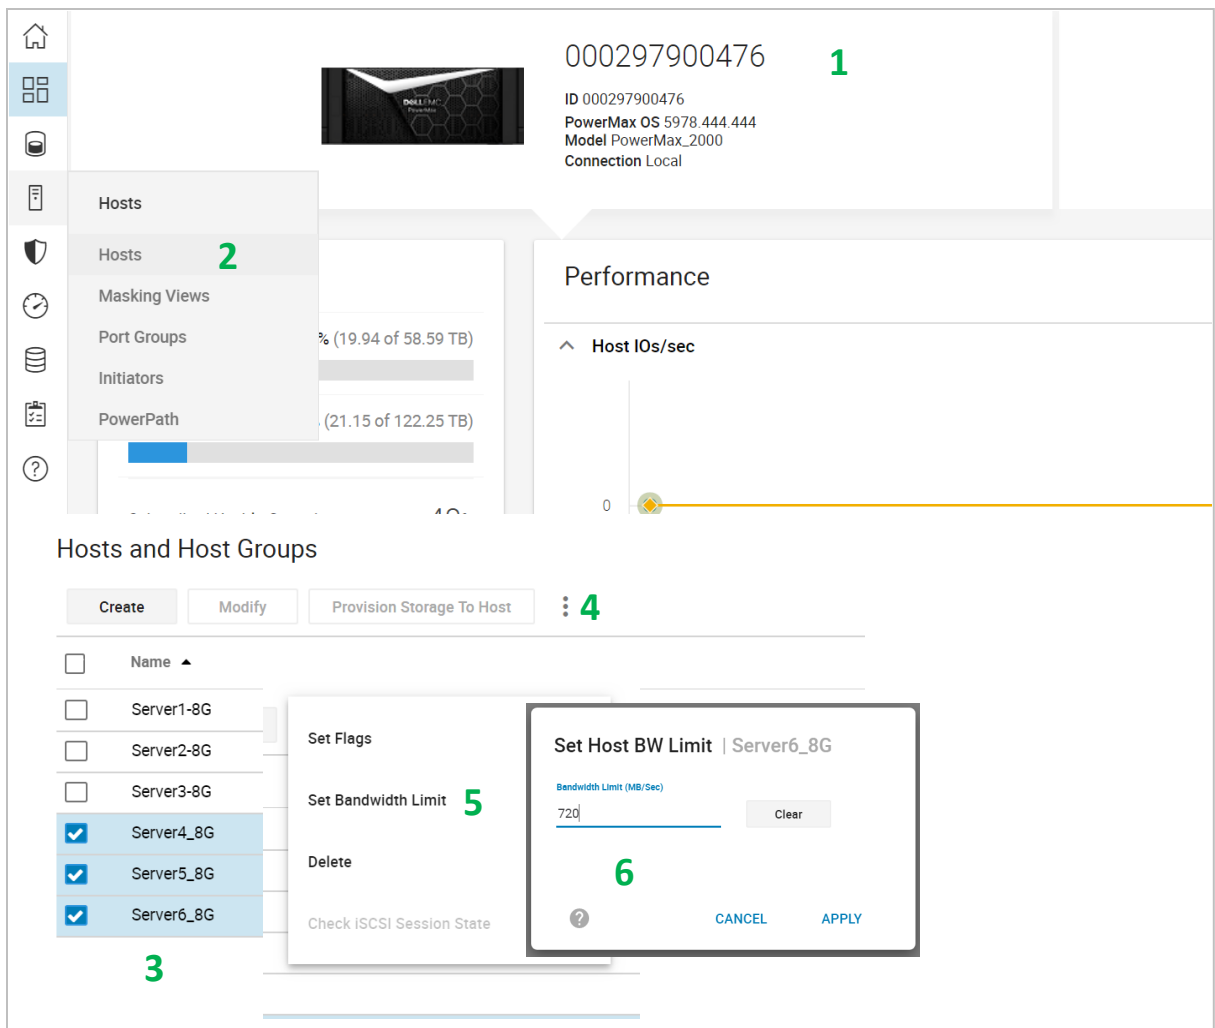 000297900476
1
ID 000297900476
PowerMax OS 5978.444.444
Model PowerMax_2000
Connection Local
DELLEMC
PowerMax
Hosts
Hosts
2
Masking Views
Port Groups
Initiators
PowerPath
% (19.94 of 58.59 TB)
(21.15 of 122.25 TB)
Performance
Host IOs/sec
0
Hosts and Host Groups
Create
Modify
Provision Storage To Host
4
Name
Server1-8G
Server2-8G
Server3-8G
Server4_8G
Server5_8G
Server6_8G
3
Set Flags
Set Bandwidth Limit
5
Delete
Check iSCSI Session State
Set Host BW Limit | Server6_8G
Bandwidth Limit (MB/Sec)
720
Clear
6
?
CANCEL
APPLY